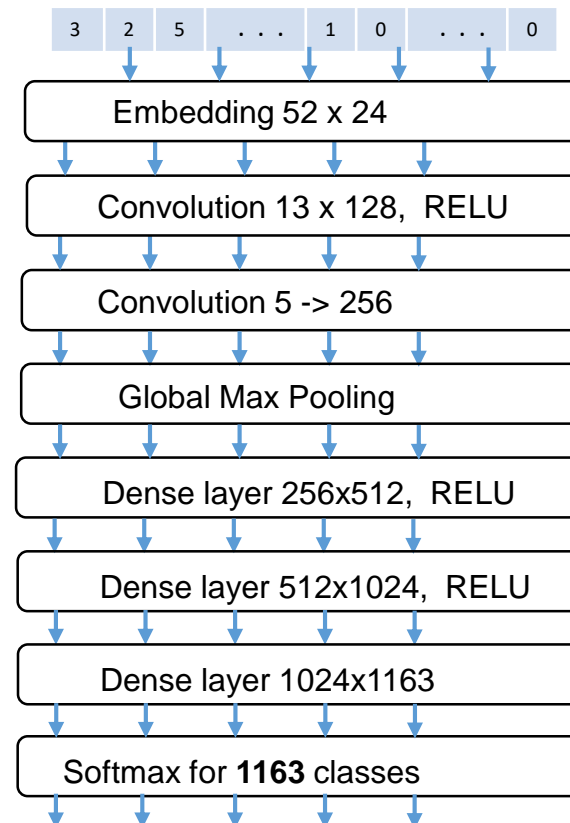 3 2 5 . . . 1 0 . . . 0
Embedding 52 x 24
Convolution 13 x 128, RELU
Convolution 5 -> 256
Global Max Pooling
Dense layer 256x512, RELU
Dense layer 512x1024, RELU
Dense layer 1024x1163
Softmax for 1163 classes